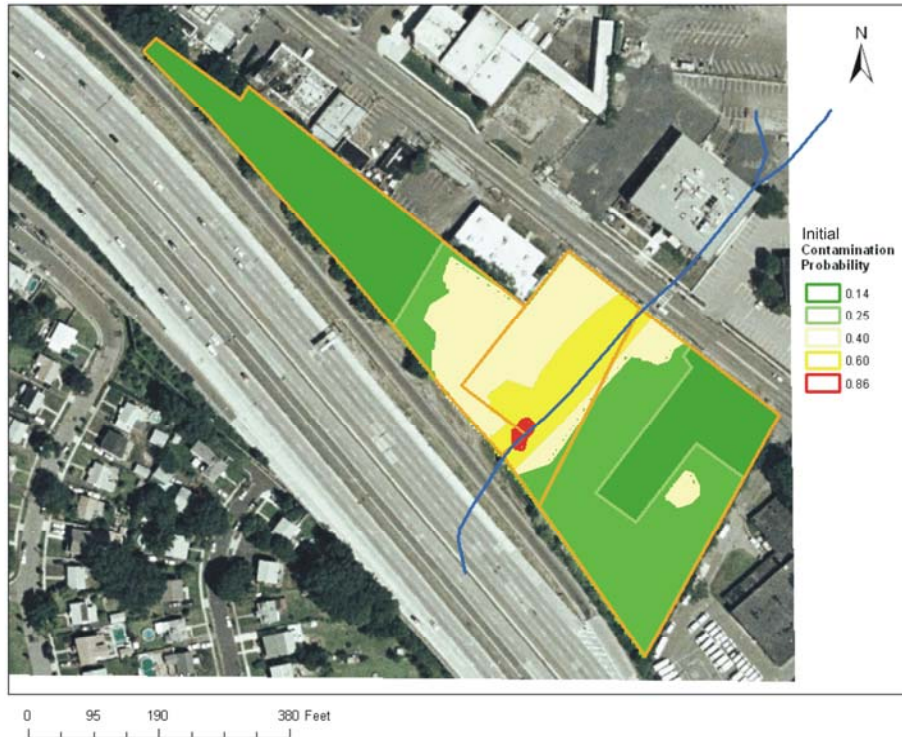 N
Initial
Contamination
Probability
0.14
0.25
0.40
0.60
0.86
0 95 190 380 Feet